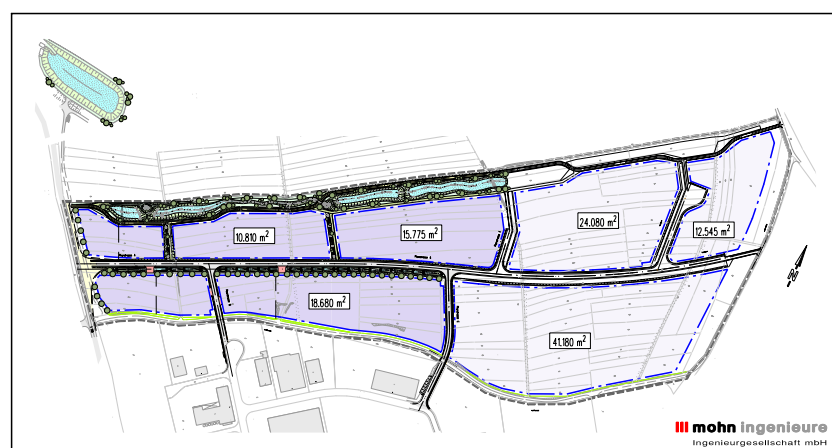 24.080 m²
12.545 m²
15.775 m²
10.810 m²
18.680 m²
41.180 m²
N
mohn ingenieure
Ingenieurgesellschaft mbH